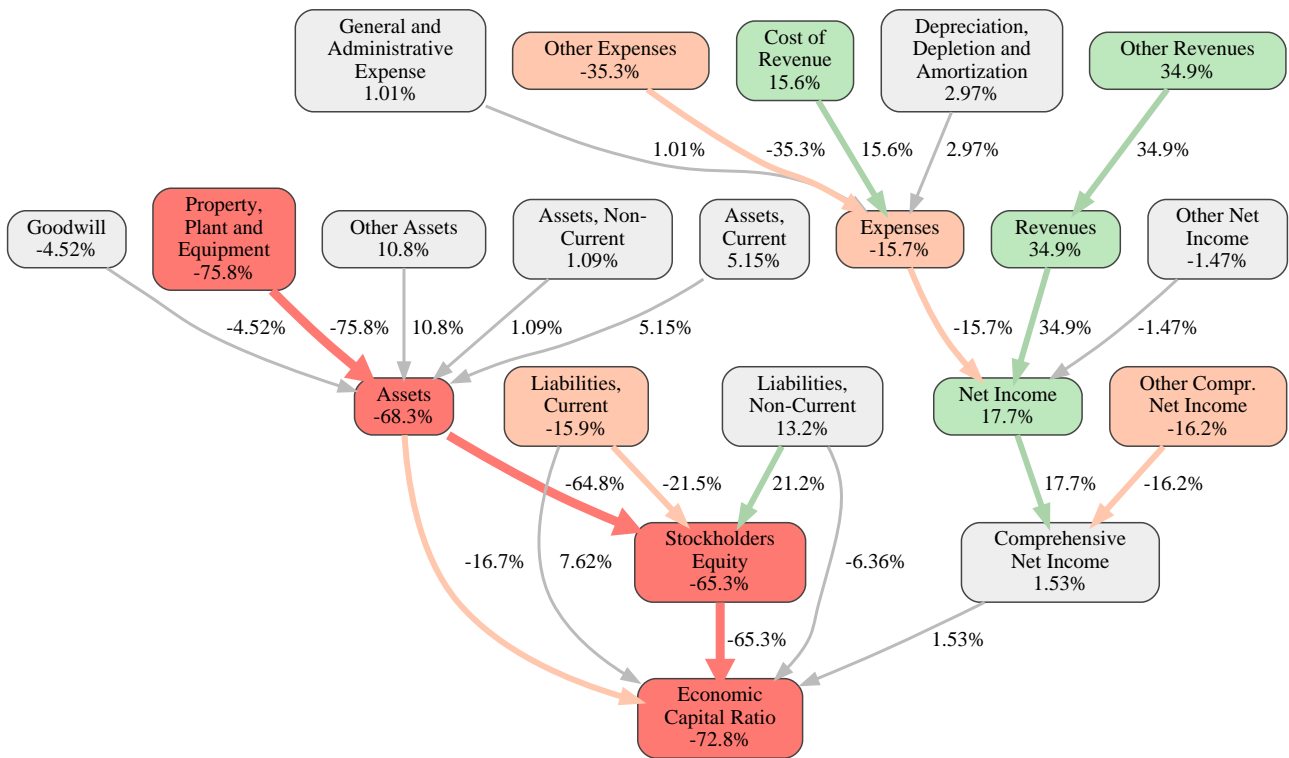 General and
Administrative
Expense
1.01%
Other Expenses
-35.3%
Cost of
Revenue
15.6%
Depreciation,
Depletion and
Amortization
2.97%
Other Revenues
34.9%
1.01%
-35.3%
15.6%
2.97%
34.9%
Goodwill
-4.52%
Property,
Plant and
Equipment
-75.8%
Other Assets
10.8%
Assets, Non-
Current
1.09%
Assets,
Current
5.15%
Expenses
-15.7%
Revenues
34.9%
Other Net
Income
-1.47%
-4.52%
-75.8%
10.8%
1.09%
5.15%
-15.7%
34.9%
-1.47%
Assets
-68.3%
Liabilities,
Current
-15.9%
Liabilities,
Non-Current
13.2%
Net Income
17.7%
Other Compr.
Net Income
-16.2%
-64.8%
-21.5%
21.2%
17.7%
-16.2%
Stockholders
Equity
-65.3%
Comprehensive
Net Income
1.53%
-16.7%
7.62%
-6.36%
-65.3%
1.53%
Economic
Capital Ratio
-72.8%